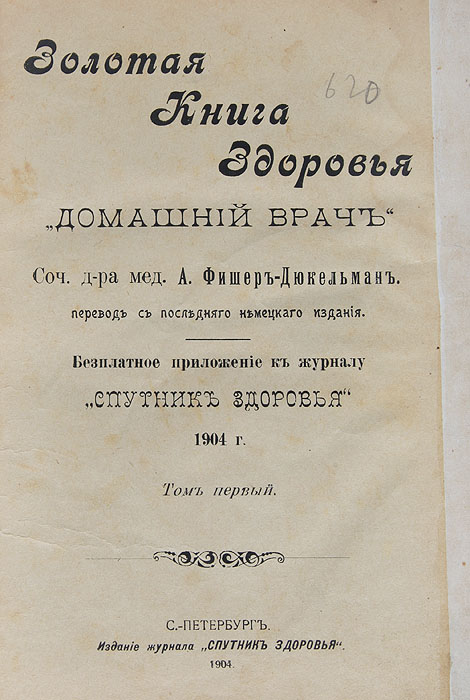 Золотая
620
Книга
Здоровья
„ДОМАШНІЙ ВРАЧЪ“
Соч. д-ра мед. А. Фишеръ-Дюкельманъ.
переводъ съ послѣдняго нѣмецкаго изданія.
Безплатное приложеніе къ журналу
„СПУТНИКЪ ЗДОРОВЬЯ“
1904 г.
Томъ первый.
С.-ПЕТЕРБУРГЪ.
Изданіе журнала „СПУТНИКЪ ЗДОРОВЬЯ“.
1904.